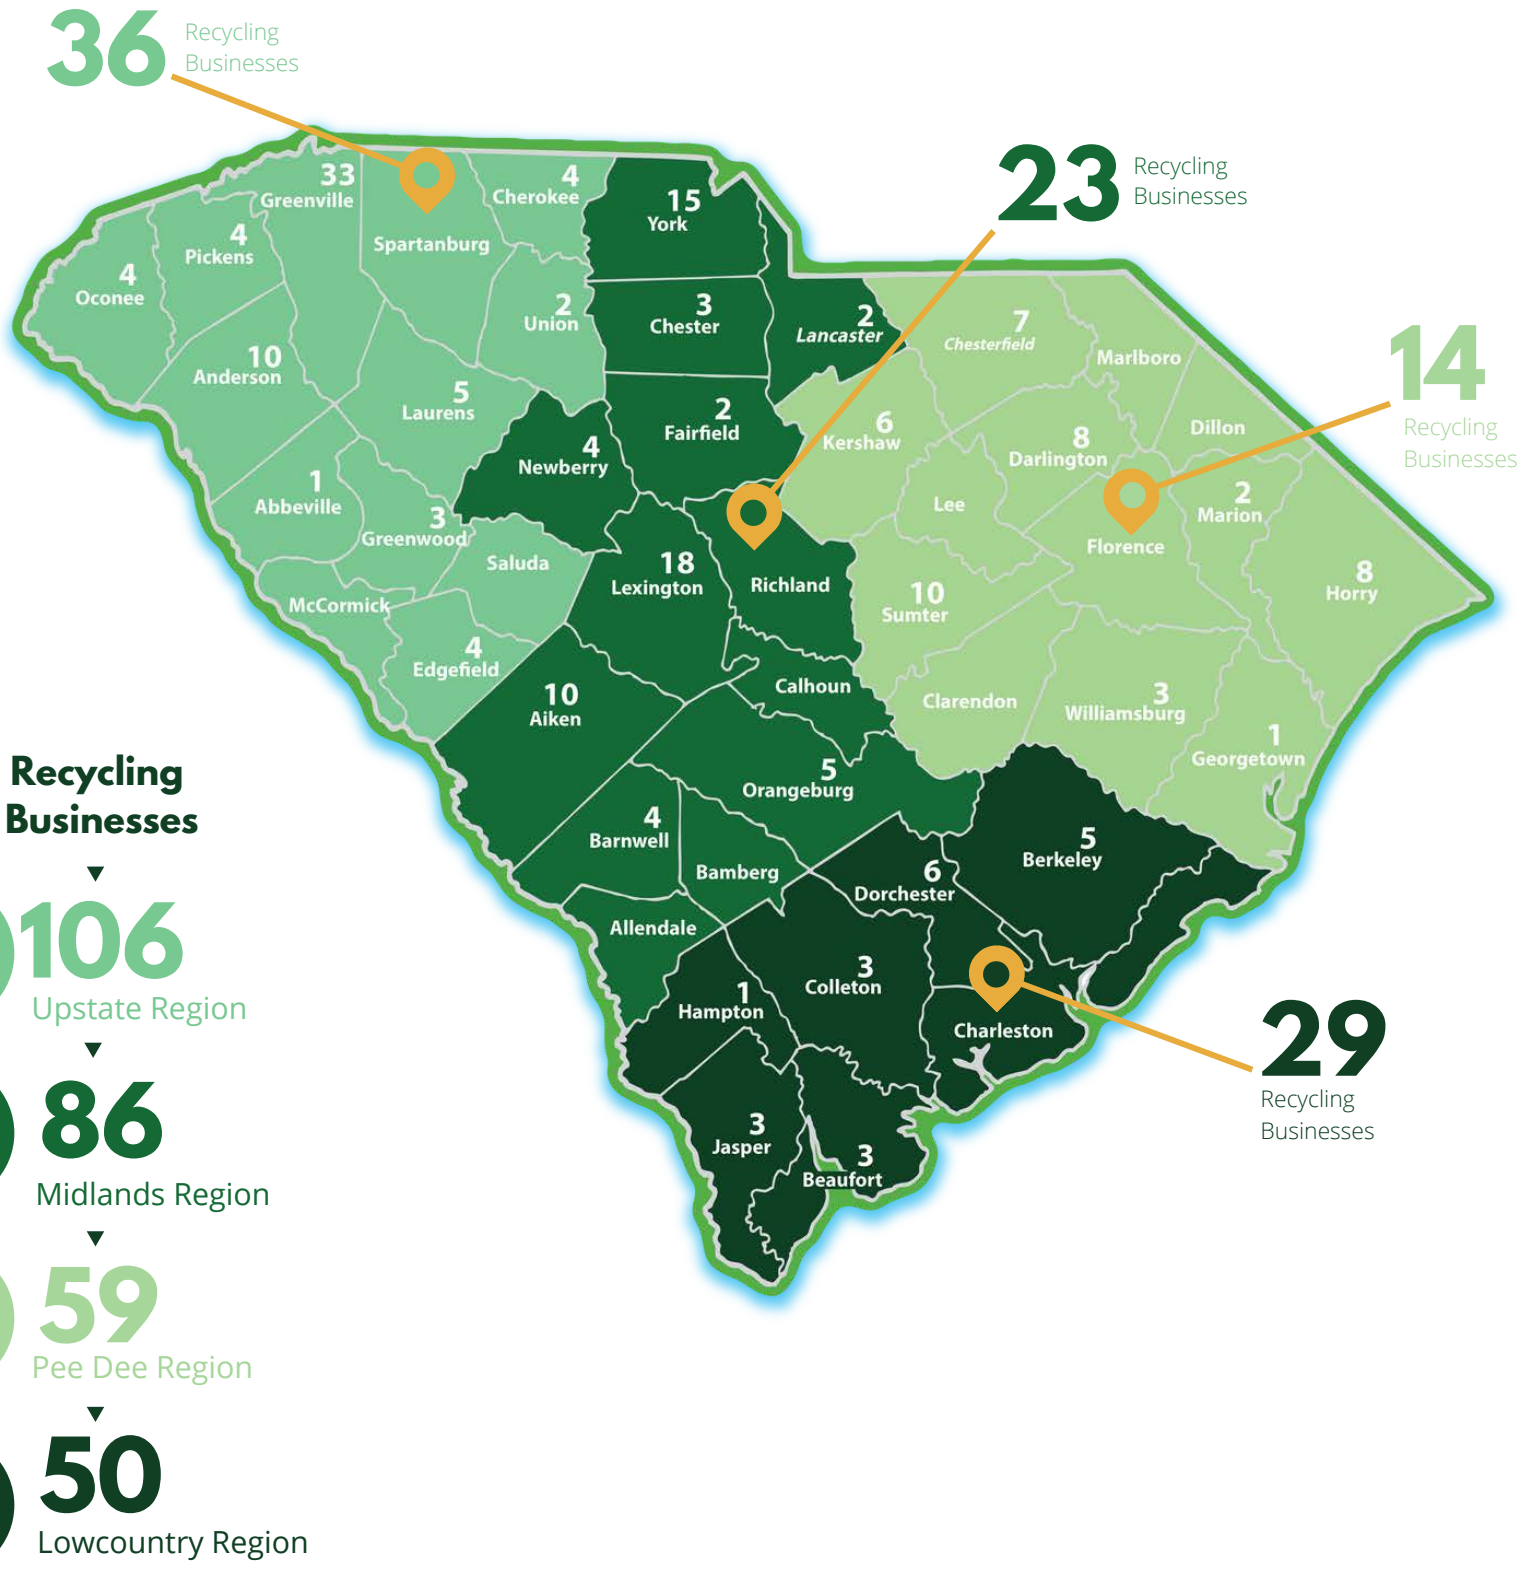 36
Recycling
Businesses
23
Recycling
Businesses
14
Recycling
Businesses
29
Recycling
Businesses
33
Greenville
Spartanburg
4
Cherokee
4
Pickens
4
Oconee
2
Union
10
Anderson
5
Laurens
1
Abbeville
3
Greenwood
Saluda
McCormick
4
Edgefield
15
York
3
Chester
2
Lancaster
2
Fairfield
4
Newberry
18
Lexington
Richland
Calhoun
10
Aiken
5
Orangeburg
4
Barnwell
Bamberg
Allendale
7
Chesterfield
Marlboro
Dillon
6
Kershaw
8
Darlington
Lee
2
Marion
Florence
8
Horry
10
Sumter
Clarendon
3
Williamsburg
1
Georgetown
5
Berkeley
6
Dorchester
3
Colleton
1
Hampton
Charleston
3
Jasper
3
Beaufort
Recycling
Businesses
106
Upstate Region
86
Midlands Region
59
Pee Dee Region
50
Lowcountry Region